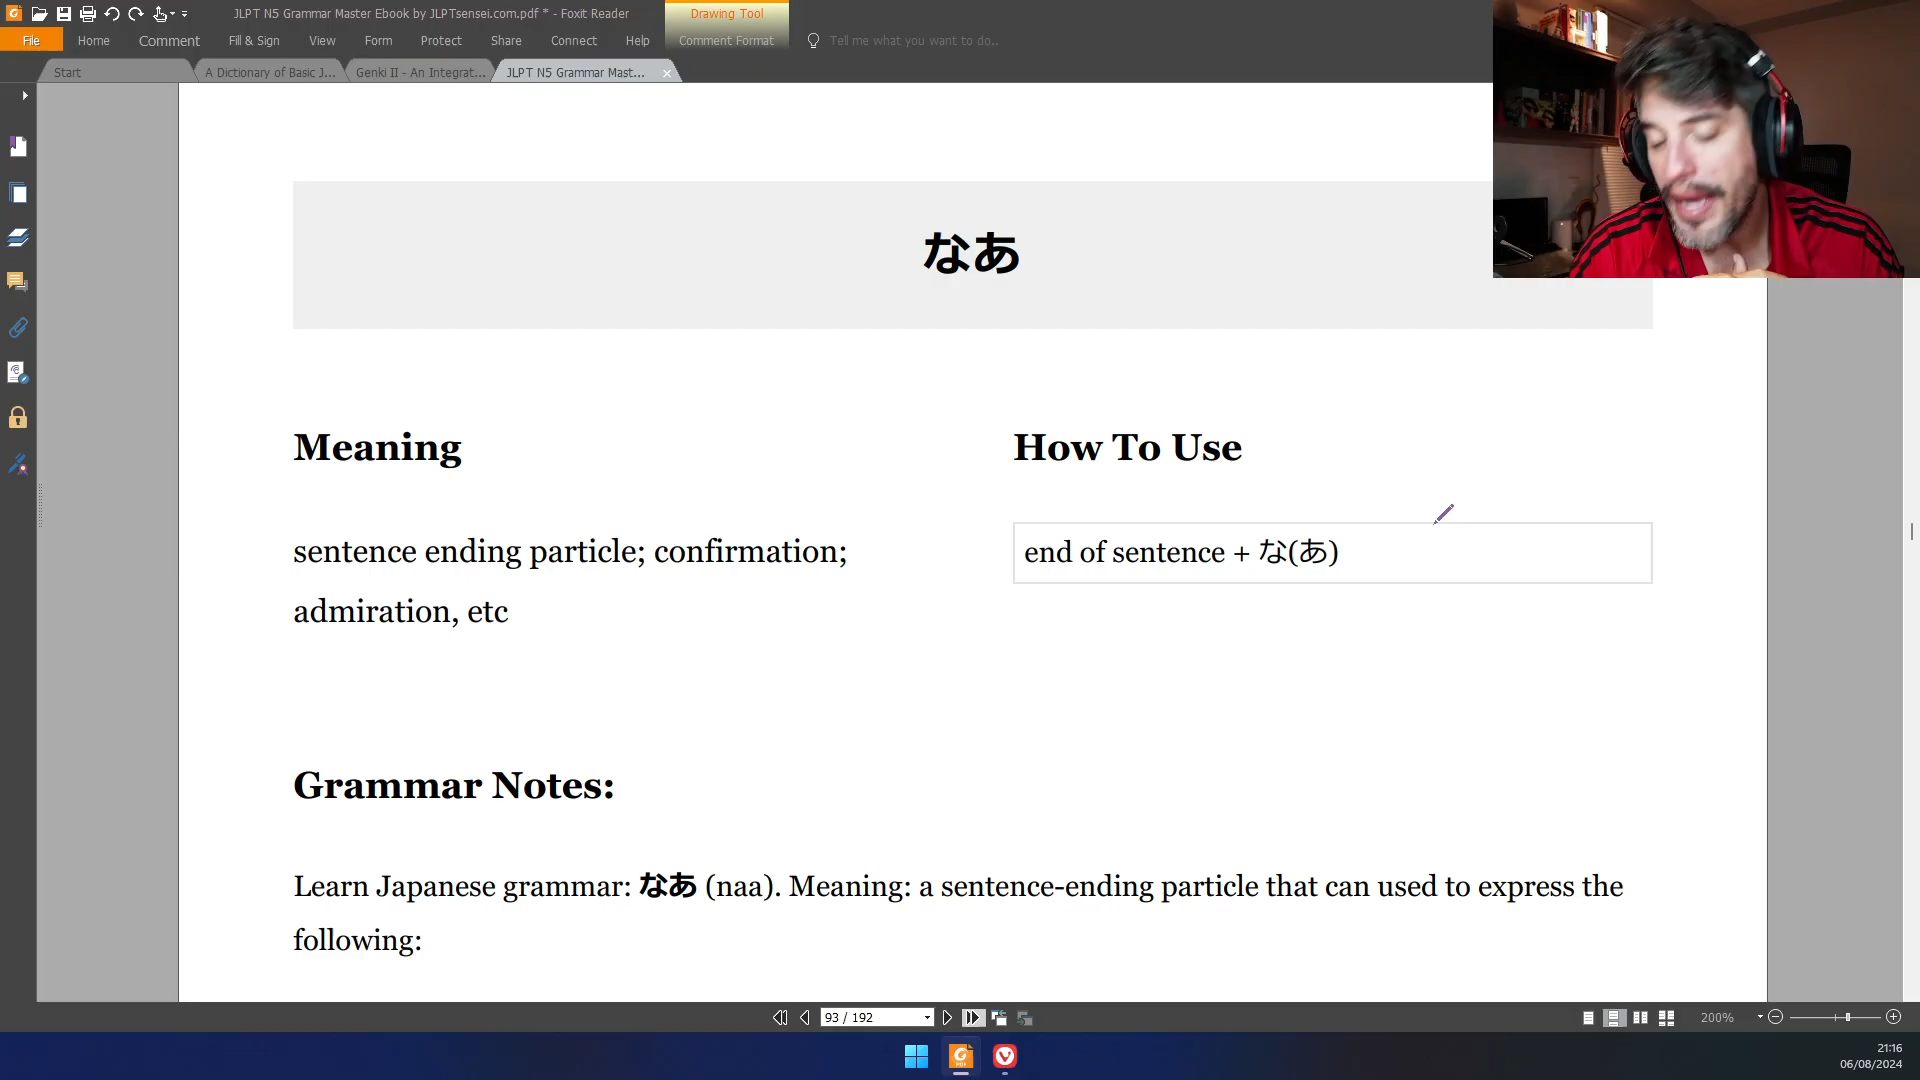 JLPT N5 Grammar Master Ebook by JLPTsensei.com.pdf * - Foxit Reader
Drawing Tool
File Home Comment Fill & Sign View Form Protect Share Connect Help Comment Format Tell me what you want to do..
Start A Dictionary of Basic J... Genki II - An Integrat... JLPT N5 Grammar Mast...
なあ
Meaning
sentence ending particle; confirmation;
admiration, etc
How To Use
end of sentence + な(あ)
Grammar Notes:
Learn Japanese grammar: なあ (naa). Meaning: a sentence-ending particle that can used to express the
following:
93 / 192
200%
21:16
06/08/2024